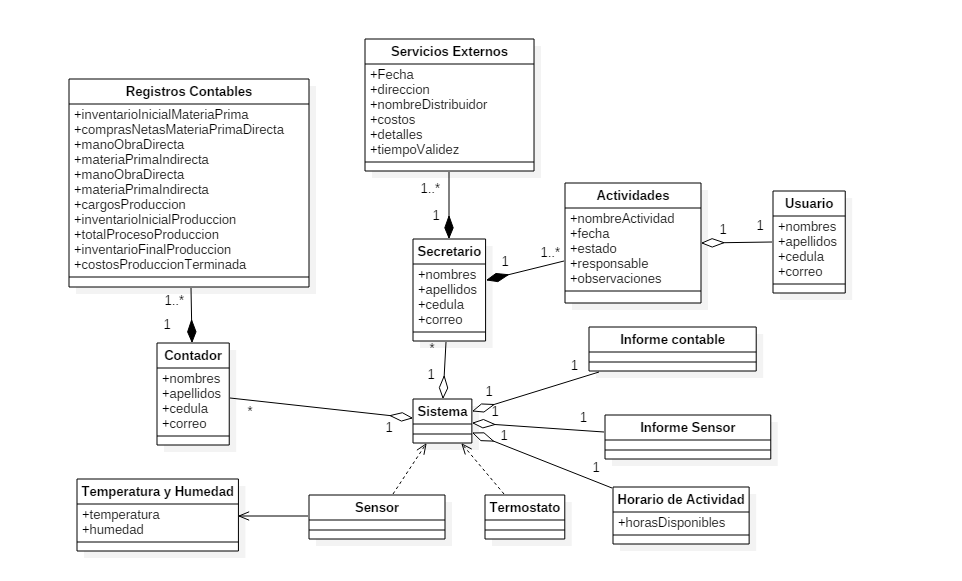 Servicios Externos
+Fecha
+direccion
+nombreDistribuidor
+costos
+detalles
+tiempoValidez
Registros Contables
+inventarioInicialMateriaPrima
+comprasNetasMateriaPrimaDirecta
+manoObraDirecta
+materiaPrimaIndirecta
+manoObraDirecta
+materiaPrimaIndirecta
+cargosProduccion
+inventarioInicialProduccion
+totalProcesoProduccion
+inventarioFinalProduccion
+costosProduccionTerminada
1..*
1
Actividades
+nombreActividad
+fecha
+estado
+responsable
+observaciones
1
1
Usuario
+nombres
+apellidos
+cedula
+correo
Secretario
+nombres
+apellidos
+cedula
+correo
1
1..*
1..*
1
Contador
+nombres
+apellidos
+cedula
+correo
*
1
*
1
Sistema
1
1
Informe contable
1
1
Informe Sensor
1
1
Horario de Actividad
+horasDisponibles
Temperatura y Humedad
+temperatura
+humedad
Sensor
Termostato